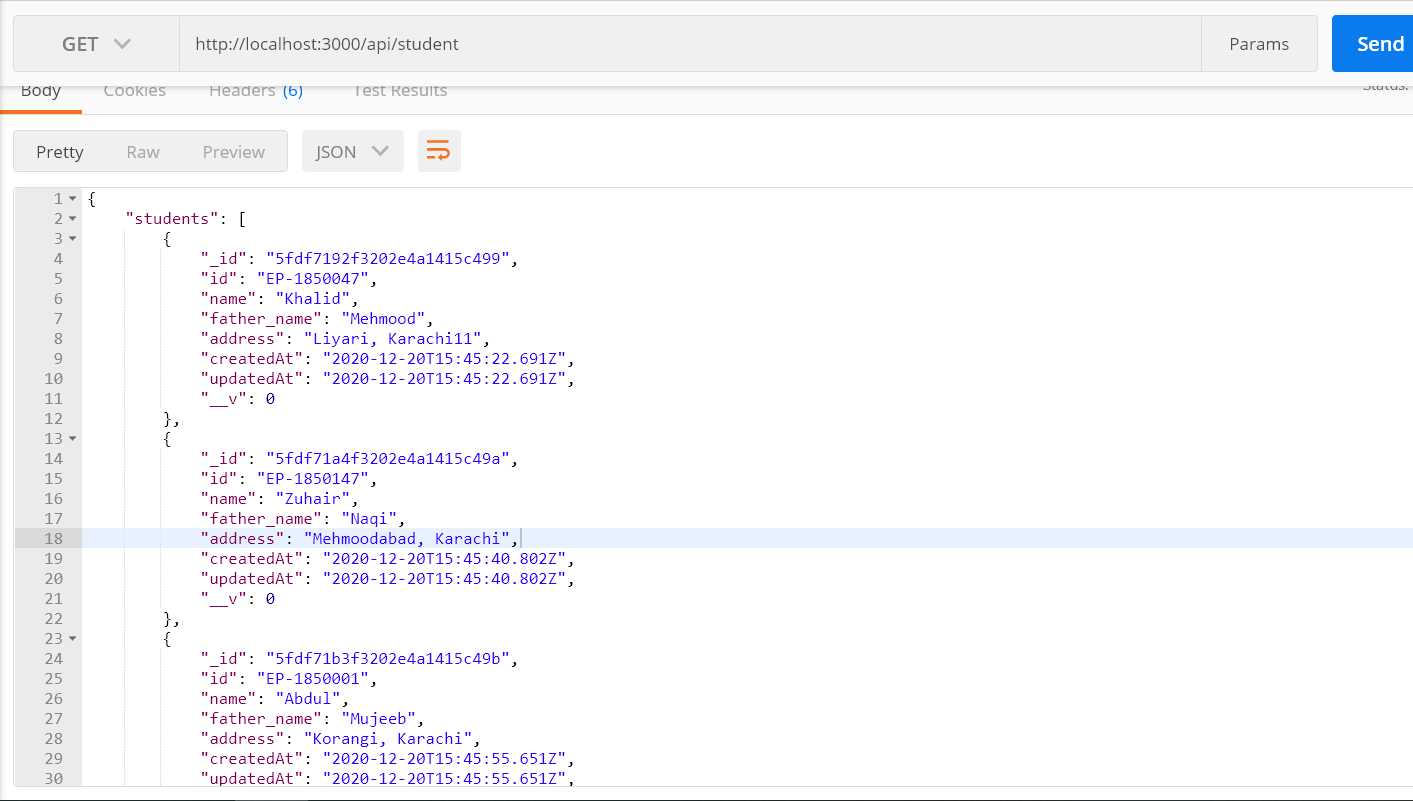 GET http://localhost:3000/api/student Params Send
Body Cookies Headers (6) Test Results Status:
Pretty Raw Preview JSON
1 {
2 "students": [
3 {
4 "_id": "5fdf7192f3202e4a1415c499",
5 "id": "EP-1850047",
6 "name": "Khalid",
7 "father_name": "Mehmood",
8 "address": "Liyari, Karachi11",
9 "createdAt": "2020-12-20T15:45:22.691Z",
10 "updatedAt": "2020-12-20T15:45:22.691Z",
11 "__v": 0
12 },
13 {
14 "_id": "5fdf71a4f3202e4a1415c49a",
15 "id": "EP-1850147",
16 "name": "Zuhair",
17 "father_name": "Naqi",
18 "address": "Mehmoodabad, Karachi",
19 "createdAt": "2020-12-20T15:45:40.802Z",
20 "updatedAt": "2020-12-20T15:45:40.802Z",
21 "__v": 0
22 },
23 {
24 "_id": "5fdf71b3f3202e4a1415c49b",
25 "id": "EP-1850001",
26 "name": "Abdul",
27 "father_name": "Mujeeb",
28 "address": "Korangi, Karachi",
29 "createdAt": "2020-12-20T15:45:55.651Z",
30 "updatedAt": "2020-12-20T15:45:55.651Z",